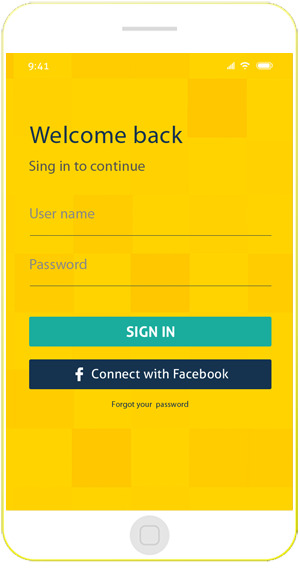 9:41
Welcome back
Sing in to continue
User name
Password
SIGN IN
f Connect with Facebook
Forgot your password